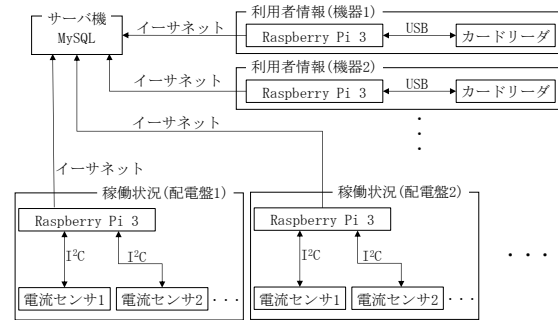 サーバ機
MySQL
イーサネット
利用者情報(機器1)
Raspberry Pi 3
USB
カードリーダ
イーサネット
利用者情報(機器2)
Raspberry Pi 3
USB
カードリーダ
・・・
イーサネット
イーサネット
稼働状況(配電盤1)
Raspberry Pi 3
I²C
I²C
電流センサ1
電流センサ2
・・・
稼働状況(配電盤2)
Raspberry Pi 3
I²C
I²C
電流センサ1
電流センサ2
・・・
・・・